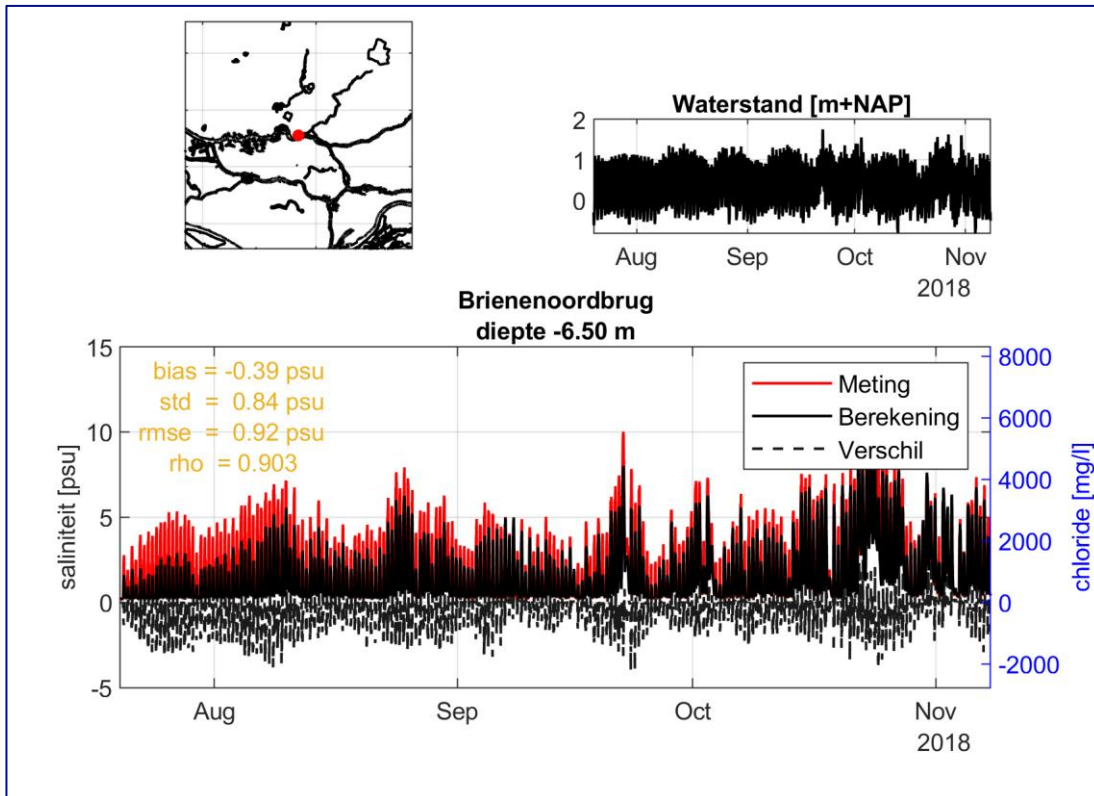 Waterstand [m+NAP]
2
1
0
Aug Sep Oct Nov
2018
Brienenoordbrug
diepte -6.50 m
15
10
5
0
-5
saliniteit [psu]
bias = -0.39 psu
std = 0.84 psu
rmse = 0.92 psu
rho = 0.903
Meting
Berekening
Verschil
8000
6000
4000
2000
0
-2000
chloride [mg/l]
Aug Sep Oct Nov
2018